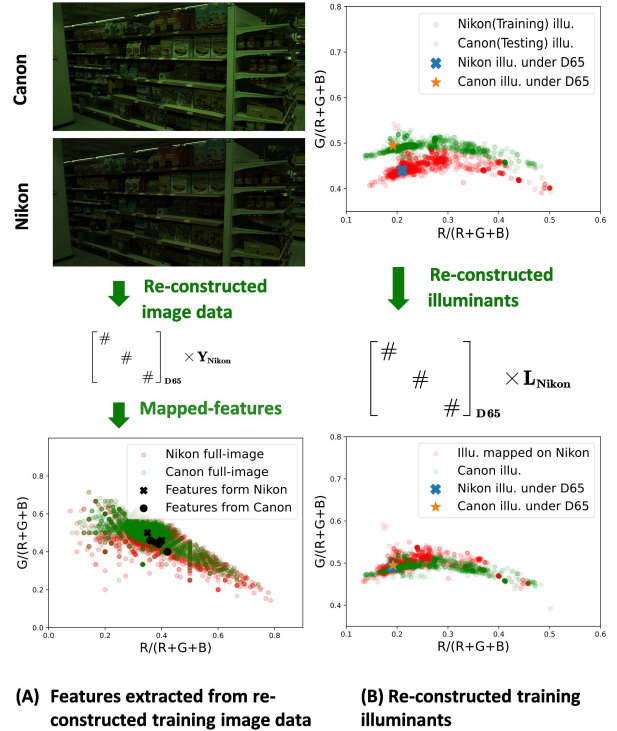 Canon
Nikon
Re-constructed
image data
[# # #] D65 × Y Nikon
Mapped-features
Nikon full-image
Canon full-image
Features form Nikon
Features from Canon
G/(R+G+B)
1.0
0.8
0.6
0.4
0.2
0.0
0.0 0.2 0.4 0.6 0.8
R/(R+G+B)
(A) Features extracted from re-
constructed training image data
Nikon(Training) illu.
Canon(Testing) illu.
Nikon illu. under D65
Canon illu. under D65
G/(R+G+B)
0.8
0.7
0.6
0.5
0.4
0.1 0.2 0.3 0.4 0.5 0.6
R/(R+G+B)
Re-constructed
illuminants
[# # #] D65 × L Nikon
Illu. mapped on Nikon
Canon illu.
Nikon illu. under D65
Canon illu. under D65
G/(R+G+B)
0.8
0.7
0.6
0.5
0.4
0.1 0.2 0.3 0.4 0.5 0.6
R/(R+G+B)
(B) Re-constructed training
illuminants